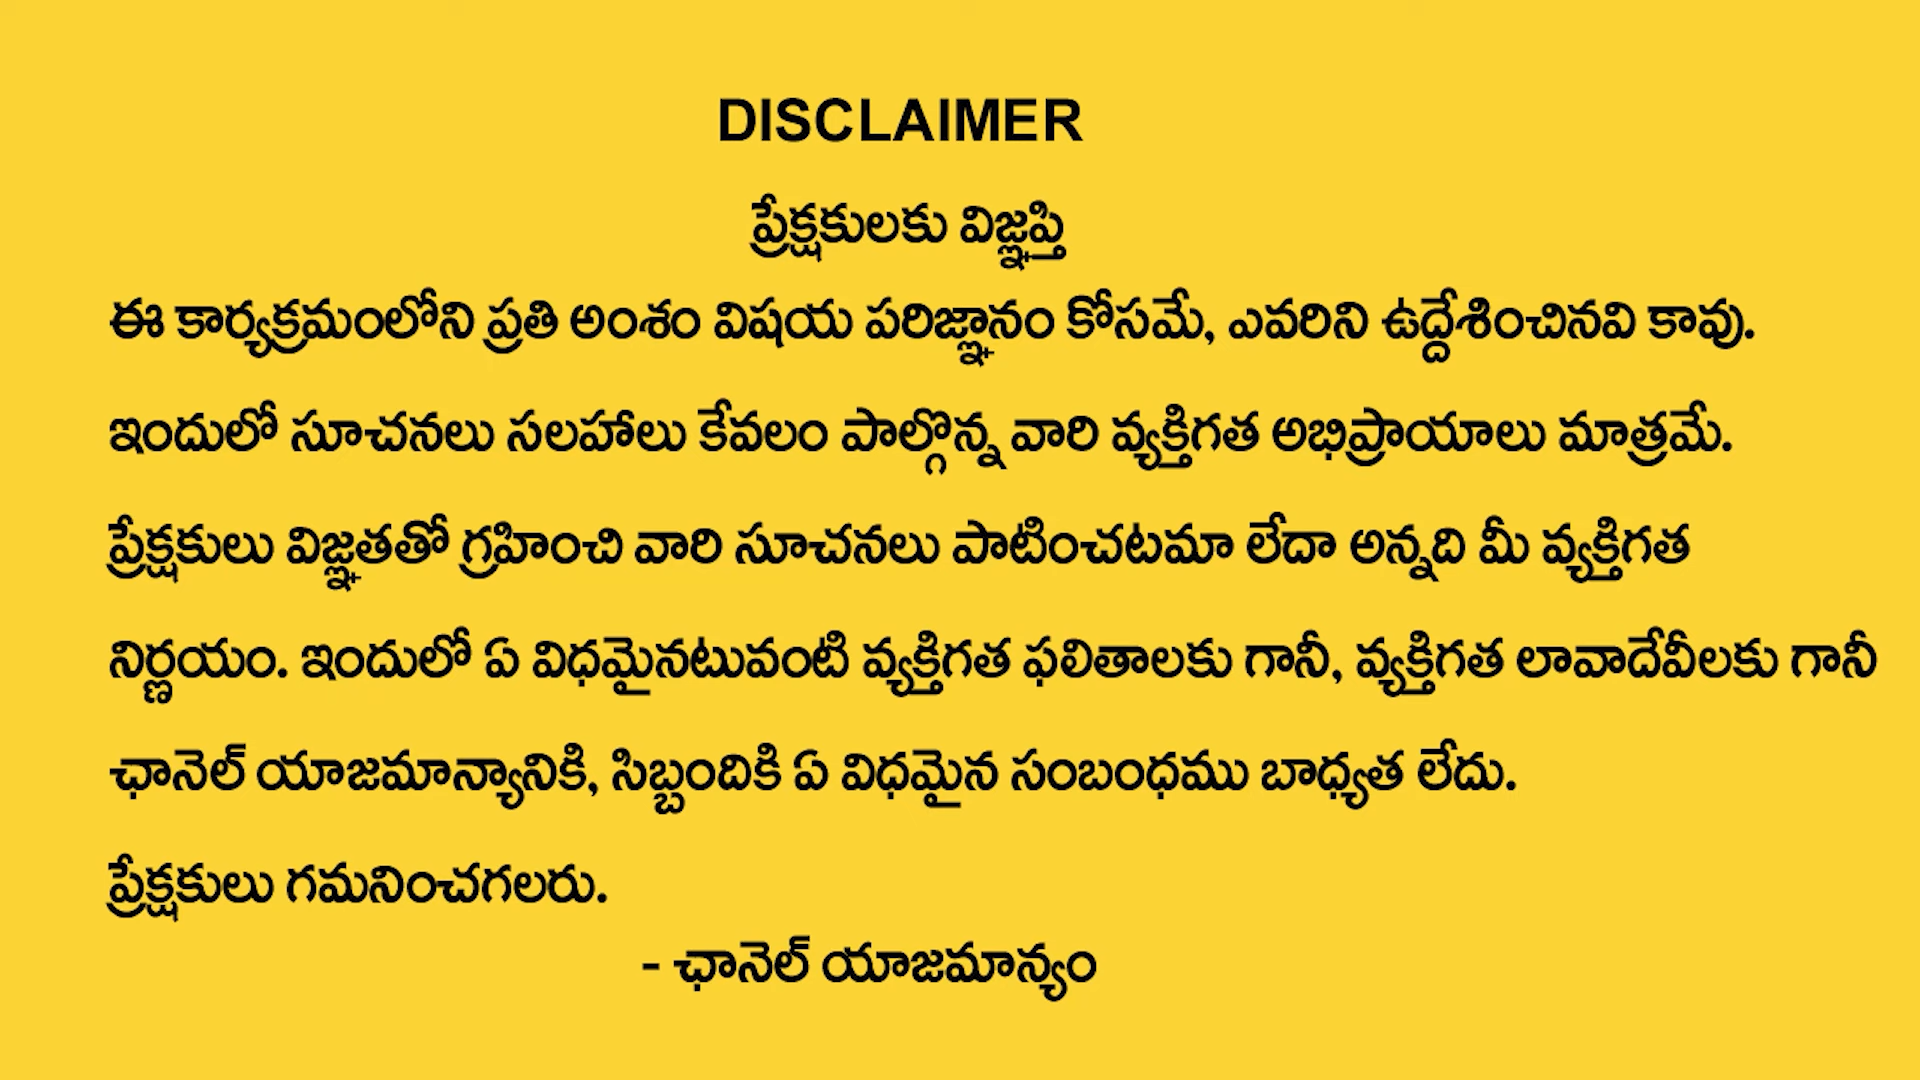 DISCLAIMER
ప్రేక్షకులకు విజ్ఞప్తి
ఈ కార్యక్రమంలోని ప్రతి అంశం విషయ పరిజ్ఞానం కోసమే, ఎవరిని ఉద్దేశించినవి కావు.
ఇందులో సూచనలు సలహాలు కేవలం పాల్గొన్న వారి వ్యక్తిగత అభిప్రాయాలు మాత్రమే.
ప్రేక్షకులు విజ్ఞతతో గ్రహించి వారి సూచనలు పాటించటమా లేదా అన్నది మీ వ్యక్తిగత
నిర్ణయం. ఇందులో ఏ విధమైనటువంటి వ్యక్తిగత ఫలితాలకు గానీ, వ్యక్తిగత లావాదేవీలకు గానీ
ఛానెల్ యాజమాన్యానికి, సిబ్బందికి ఏ విధమైన సంబంధము బాధ్యత లేదు.
ప్రేక్షకులు గమనించగలరు.
- ఛానెల్ యాజమాన్యం